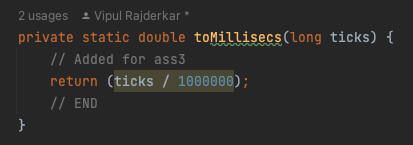 2 usages Vipul Rajderkar *
private static double toMillisecs(long ticks) {
    // Added for ass3
    return (ticks / 1000000);
    // END
}